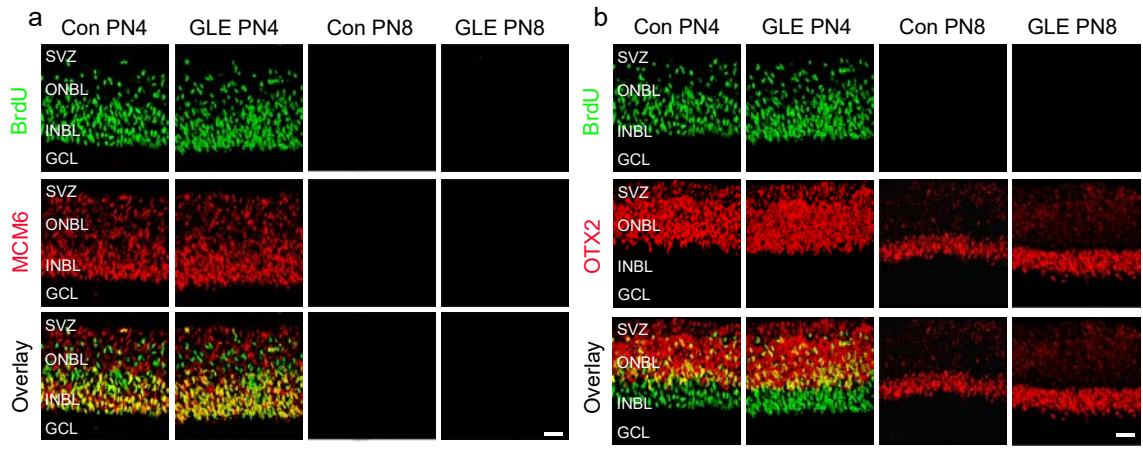 a
Con PN4 GLE PN4 Con PN8 GLE PN8
BrdU
SVZ
ONBL
INBL
GCL
MCM6
SVZ
ONBL
INBL
GCL
Overlay
SVZ
ONBL
INBL
GCL
b
Con PN4 GLE PN4 Con PN8 GLE PN8
BrdU
SVZ
ONBL
INBL
GCL
OTX2
SVZ
ONBL
INBL
GCL
Overlay
SVZ
ONBL
INBL
GCL